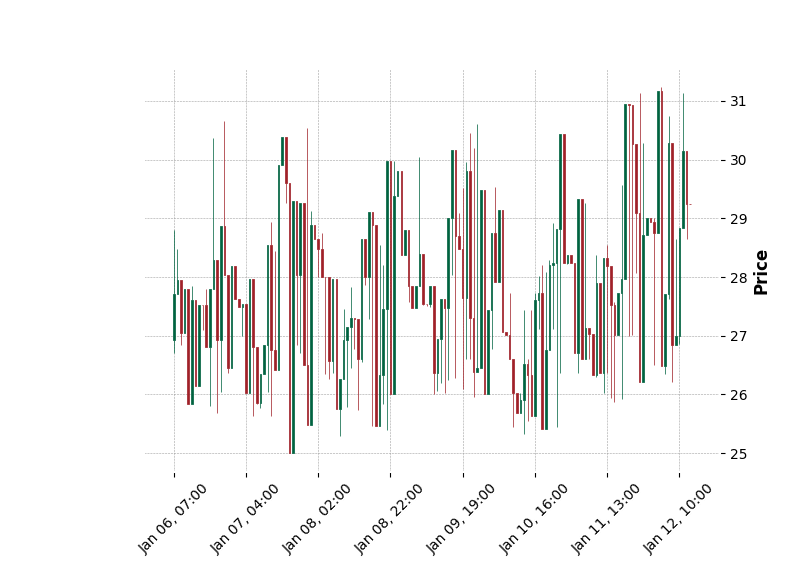 31
30
29
28
27
26
25
Price
Jan 06, 07:00
Jan 07, 04:00
Jan 08, 02:00
Jan 08, 22:00
Jan 09, 19:00
Jan 10, 16:00
Jan 11, 13:00
Jan 12, 10:00